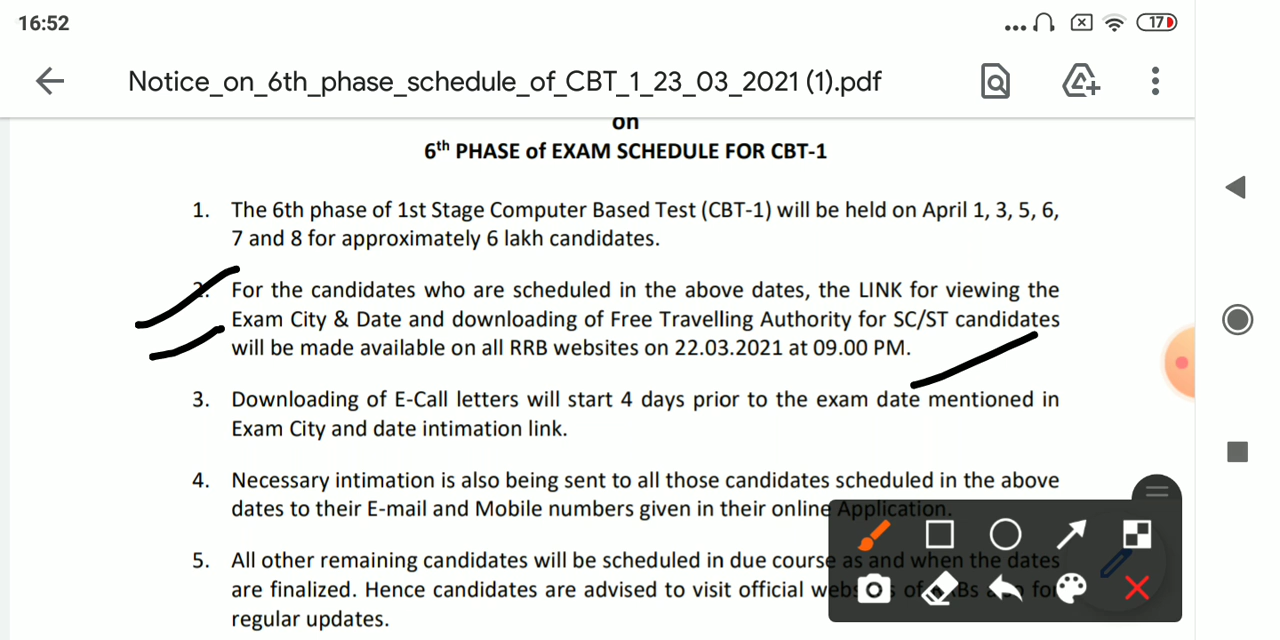 16:52
17
Notice_on_6th_phase_schedule_of_CBT_1_23_03_2021 (1).pdf
on
6th PHASE of EXAM SCHEDULE FOR CBT-1
1. The 6th phase of 1st Stage Computer Based Test (CBT-1) will be held on April 1, 3, 5, 6,
7 and 8 for approximately 6 lakh candidates.
2. For the candidates who are scheduled in the above dates, the LINK for viewing the
Exam City & Date and downloading of Free Travelling Authority for SC/ST candidates
will be made available on all RRB websites on 22.03.2021 at 09.00 PM.
3. Downloading of E-Call letters will start 4 days prior to the exam date mentioned in
Exam City and date intimation link.
4. Necessary intimation is also being sent to all those candidates scheduled in the above
dates to their E-mail and Mobile numbers given in their online Application.
5. All other remaining candidates will be scheduled in due course as and when the dates
are finalized. Hence candidates are advised to visit official of for
regular updates.